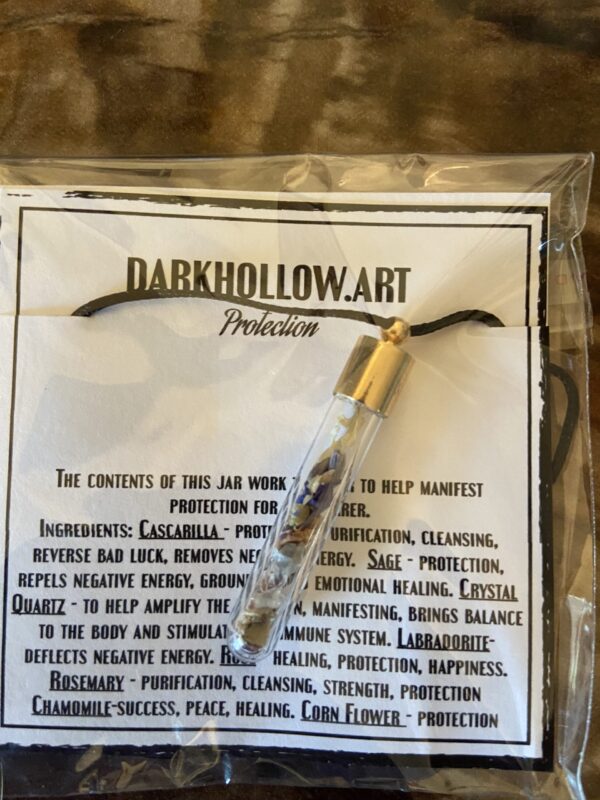 DARKHOLLOW.ART
Protection
THE CONTENTS OF THIS JAR WORK TO HELP MANIFEST
PROTECTION FOR
INGREDIENTS: CASCARILLA - PURIFICATION, CLEANSING,
REVERSE BAD LUCK, REMOVES SAGE - PROTECTION,
REPELS NEGATIVE ENERGY, EMOTIONAL HEALING. CRYSTAL
QUARTZ - TO HELP AMPLIFY THE MANIFESTING, BRINGS BALANCE
TO THE BODY AND IMMUNE SYSTEM. LABRADORITE-
DEFLECTS NEGATIVE ENERGY. HEALING, PROTECTION, HAPPINESS.
ROSEMARY - PURIFICATION, CLEANSING, STRENGTH, PROTECTION
CHAMOMILE-SUCCESS, PEACE, HEALING. CORN FLOWER - PROTECTION